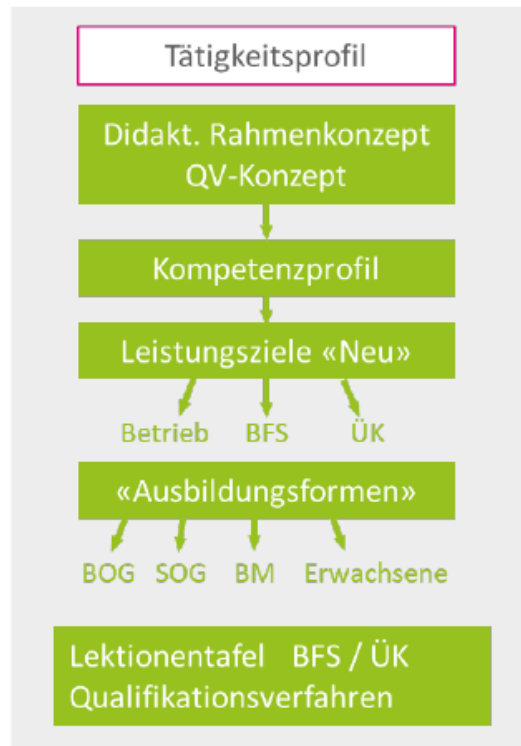 Tätigkeitsprofil
Didakt. Rahmenkonzept
QV-Konzept
Kompetenzprofil
Leistungsziele «Neu»
Betrieb BFS ÜK
«Ausbildungsformen»
BOG SOG BM Erwachsene
Lektionentafel BFS / ÜK
Qualifikationsverfahren